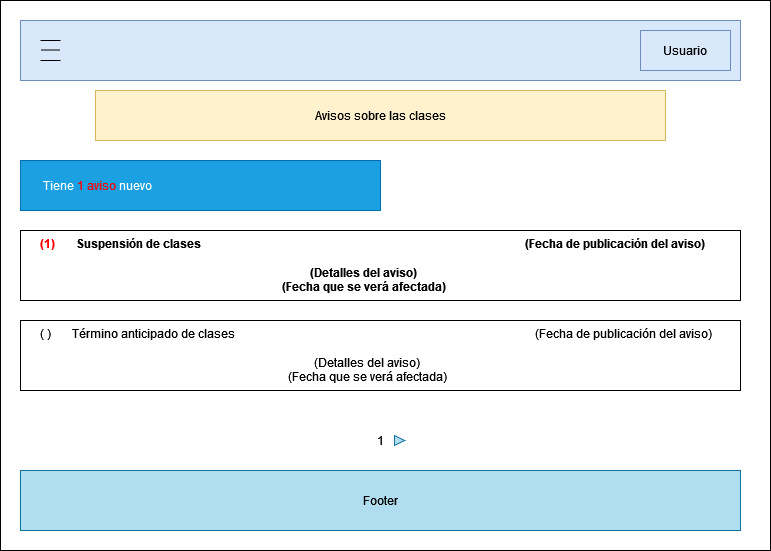 Usuario
Avisos sobre las clases
Tiene 1 aviso nuevo
(1) Suspensión de clases (Fecha de publicación del aviso)
(Detalles del aviso)
(Fecha que se verá afectada)
( ) Término anticipado de clases (Fecha de publicación del aviso)
(Detalles del aviso)
(Fecha que se verá afectada)
1
Footer